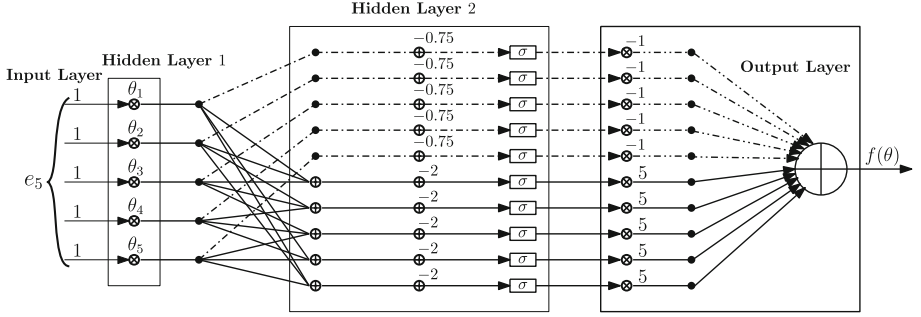 Hidden Layer 2
Hidden Layer 1
Input Layer
Output Layer
e₅
1 θ₁
1 θ₂
1 θ₃
1 θ₄
1 θ₅
−0.75 σ −1
−0.75 σ −1
−0.75 σ −1
−0.75 σ −1
−0.75 σ −1
−2 σ 5
−2 σ 5
−2 σ 5
−2 σ 5
−2 σ 5
f(θ)